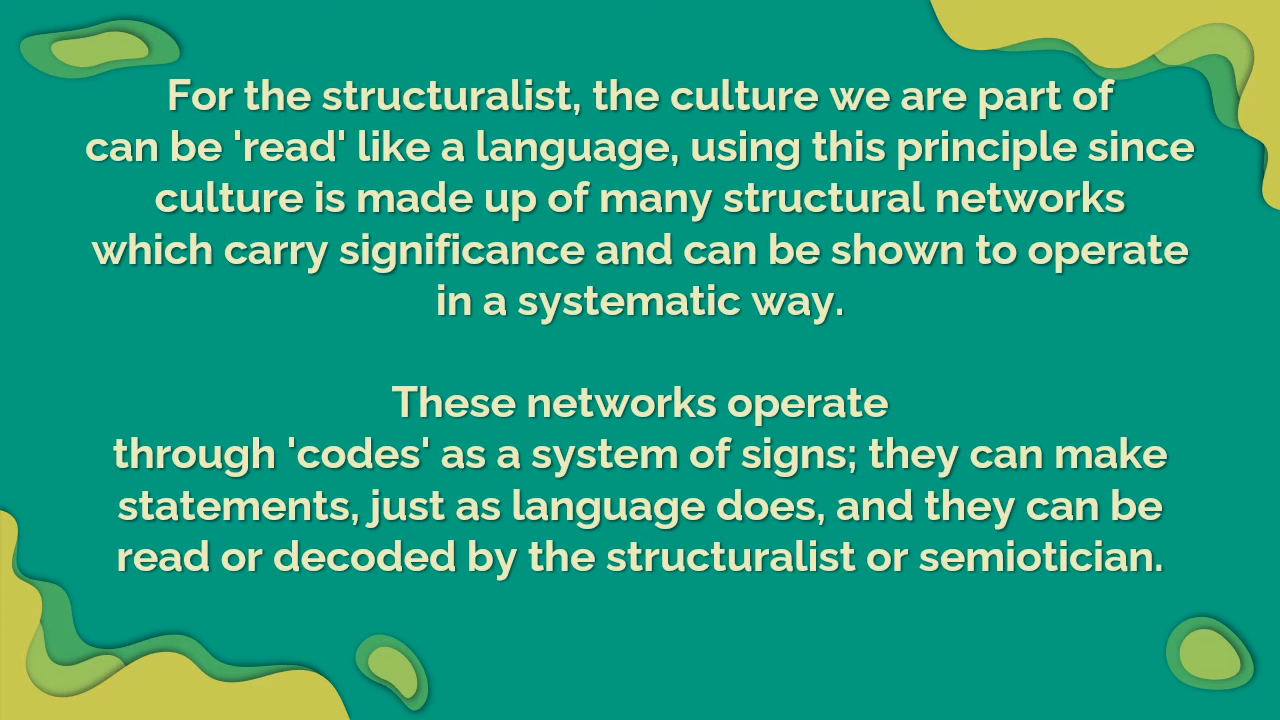 For the structuralist, the culture we are part of
can be 'read' like a language, using this principle since
culture is made up of many structural networks
which carry significance and can be shown to operate
in a systematic way.
These networks operate
through 'codes' as a system of signs; they can make
statements, just as language does, and they can be
read or decoded by the structuralist or semiotician.